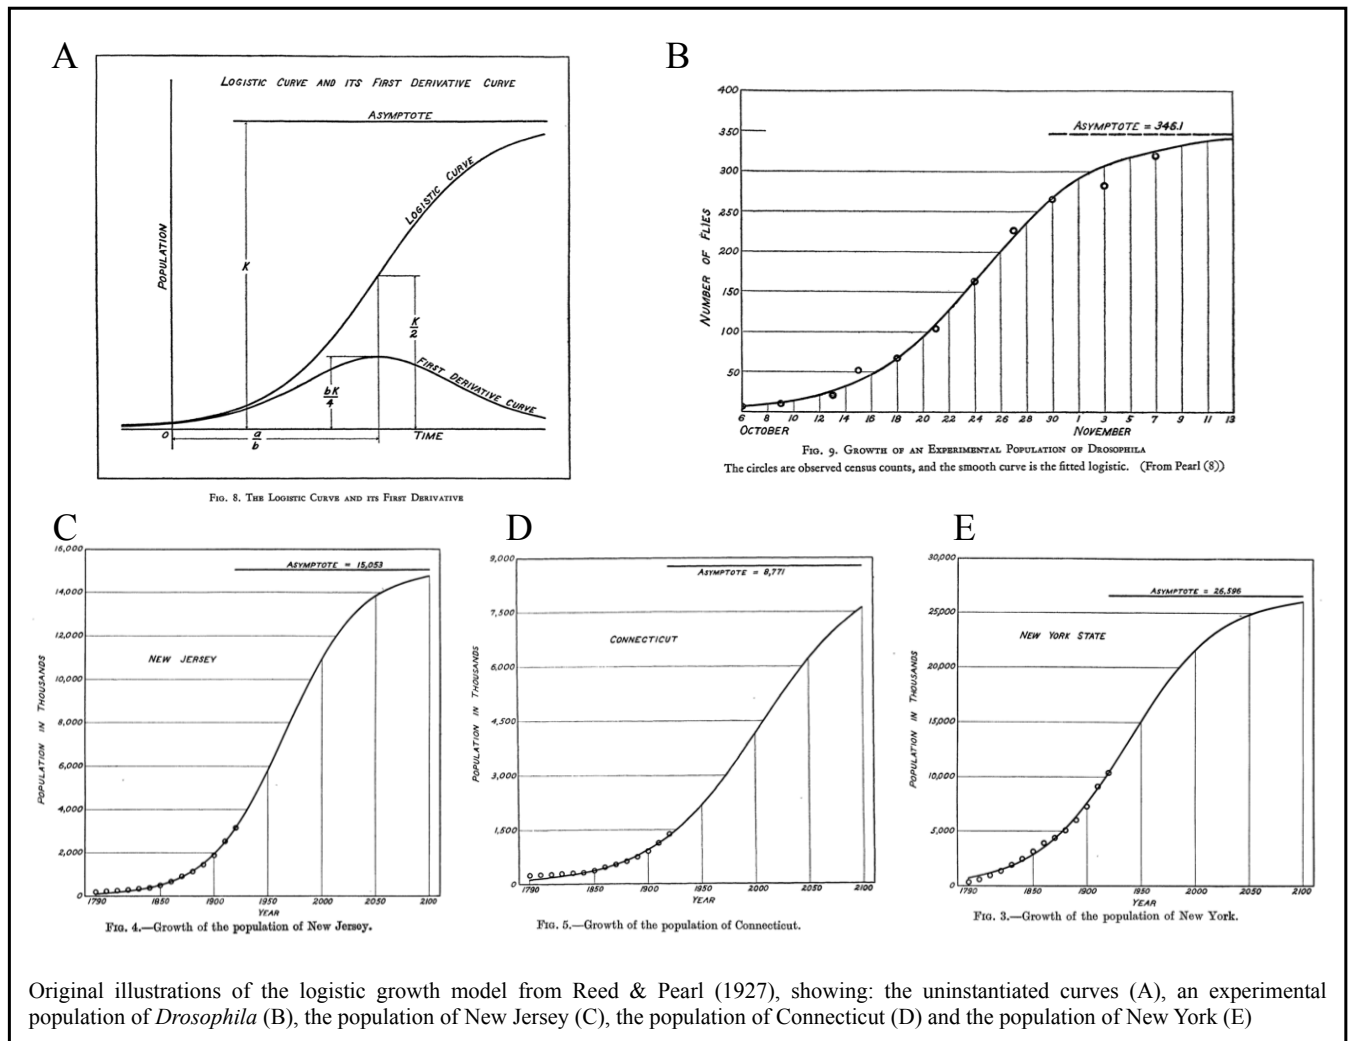 A
LOGISTIC CURVE AND ITS FIRST DERIVATIVE CURVE
ASYMPTOTE
POPULATION
K
LOGISTIC CURVE
K
2
FIRST DERIVATIVE CURVE
bK
4
0
a
b
TIME
FIG. 8. THE LOGISTIC CURVE AND ITS FIRST DERIVATIVE
B
400
350
300
250
200
150
100
50
NUMBER OF FLIES
ASYMPTOTE = 346.1
6 8 10 12 14 16 18 20 22 24 26 28 30 1 3 5 7 9 11 13
OCTOBER NOVEMBER
FIG. 9. GROWTH OF AN EXPERIMENTAL POPULATION OF DROSOPHILA
The circles are observed census counts, and the smooth curve is the fitted logistic. (From Pearl (8))
C
16,000
14,000
12,000
10,000
8,000
6,000
4,000
2,000
0
POPULATION IN THOUSANDS
ASYMPTOTE = 15,053
NEW JERSEY
1790 1850 1900 1950 2000 2050 2100
YEAR
FIG. 4.—Growth of the population of New Jersey.
D
9,000
7,500
6,000
4,500
3,000
1,500
0
POPULATION IN THOUSANDS
ASYMPTOTE = 8,771
CONNECTICUT
1790 1850 1900 1950 2000 2050 2100
YEAR
FIG. 5.—Growth of the population of Connecticut.
E
30,000
25,000
20,000
15,000
10,000
5,000
0
POPULATION IN THOUSANDS
ASYMPTOTE = 26,596
NEW YORK STATE
1790 1850 1900 1950 2000 2050 2100
YEAR
FIG. 3.—Growth of the population of New York.
Original illustrations of the logistic growth model from Reed & Pearl (1927), showing: the uninstantiated curves (A), an experimental
population of Drosophila (B), the population of New Jersey (C), the population of Connecticut (D) and the population of New York (E)